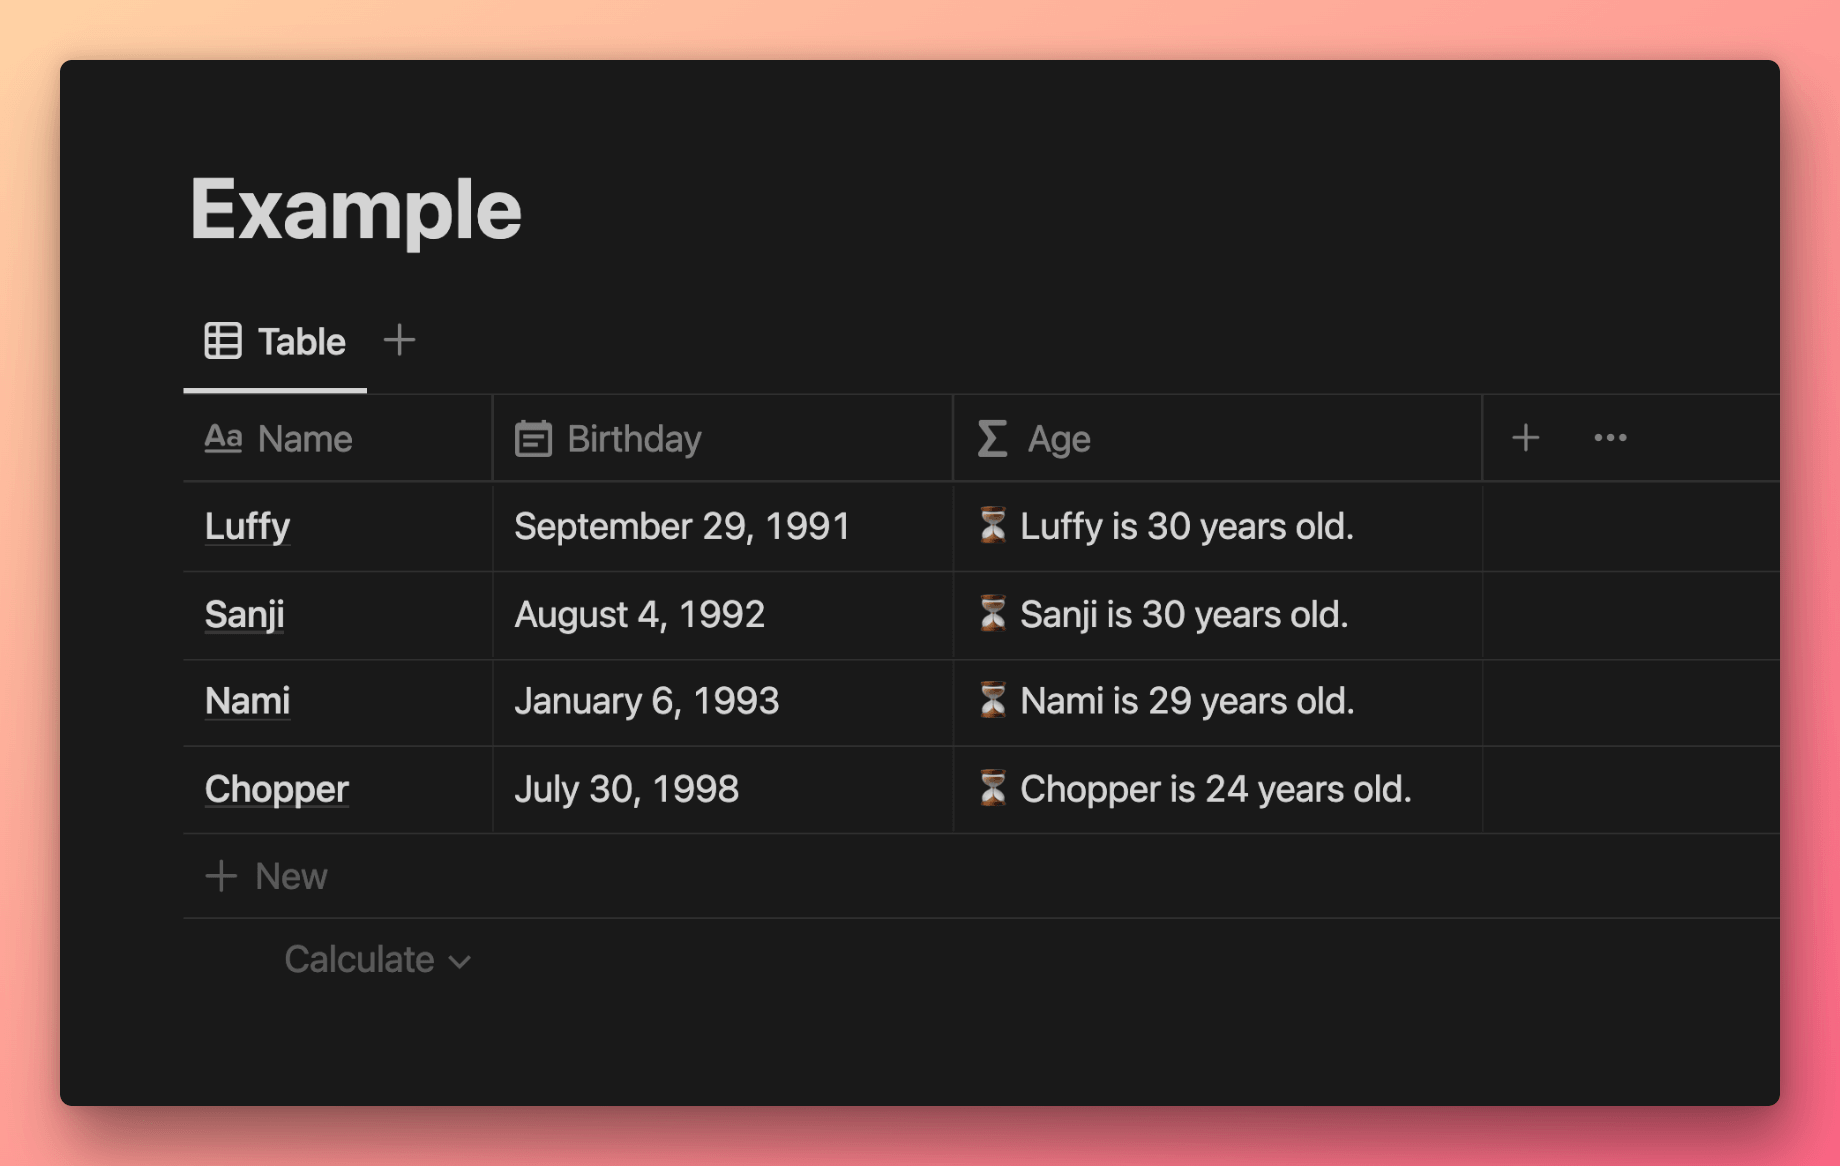 Example
Table
Aa Name Birthday Age
Luffy September 29, 1991 ⏳ Luffy is 30 years old.
Sanji August 4, 1992 ⏳ Sanji is 30 years old.
Nami January 6, 1993 ⏳ Nami is 29 years old.
Chopper July 30, 1998 ⏳ Chopper is 24 years old.
+ New
Calculate